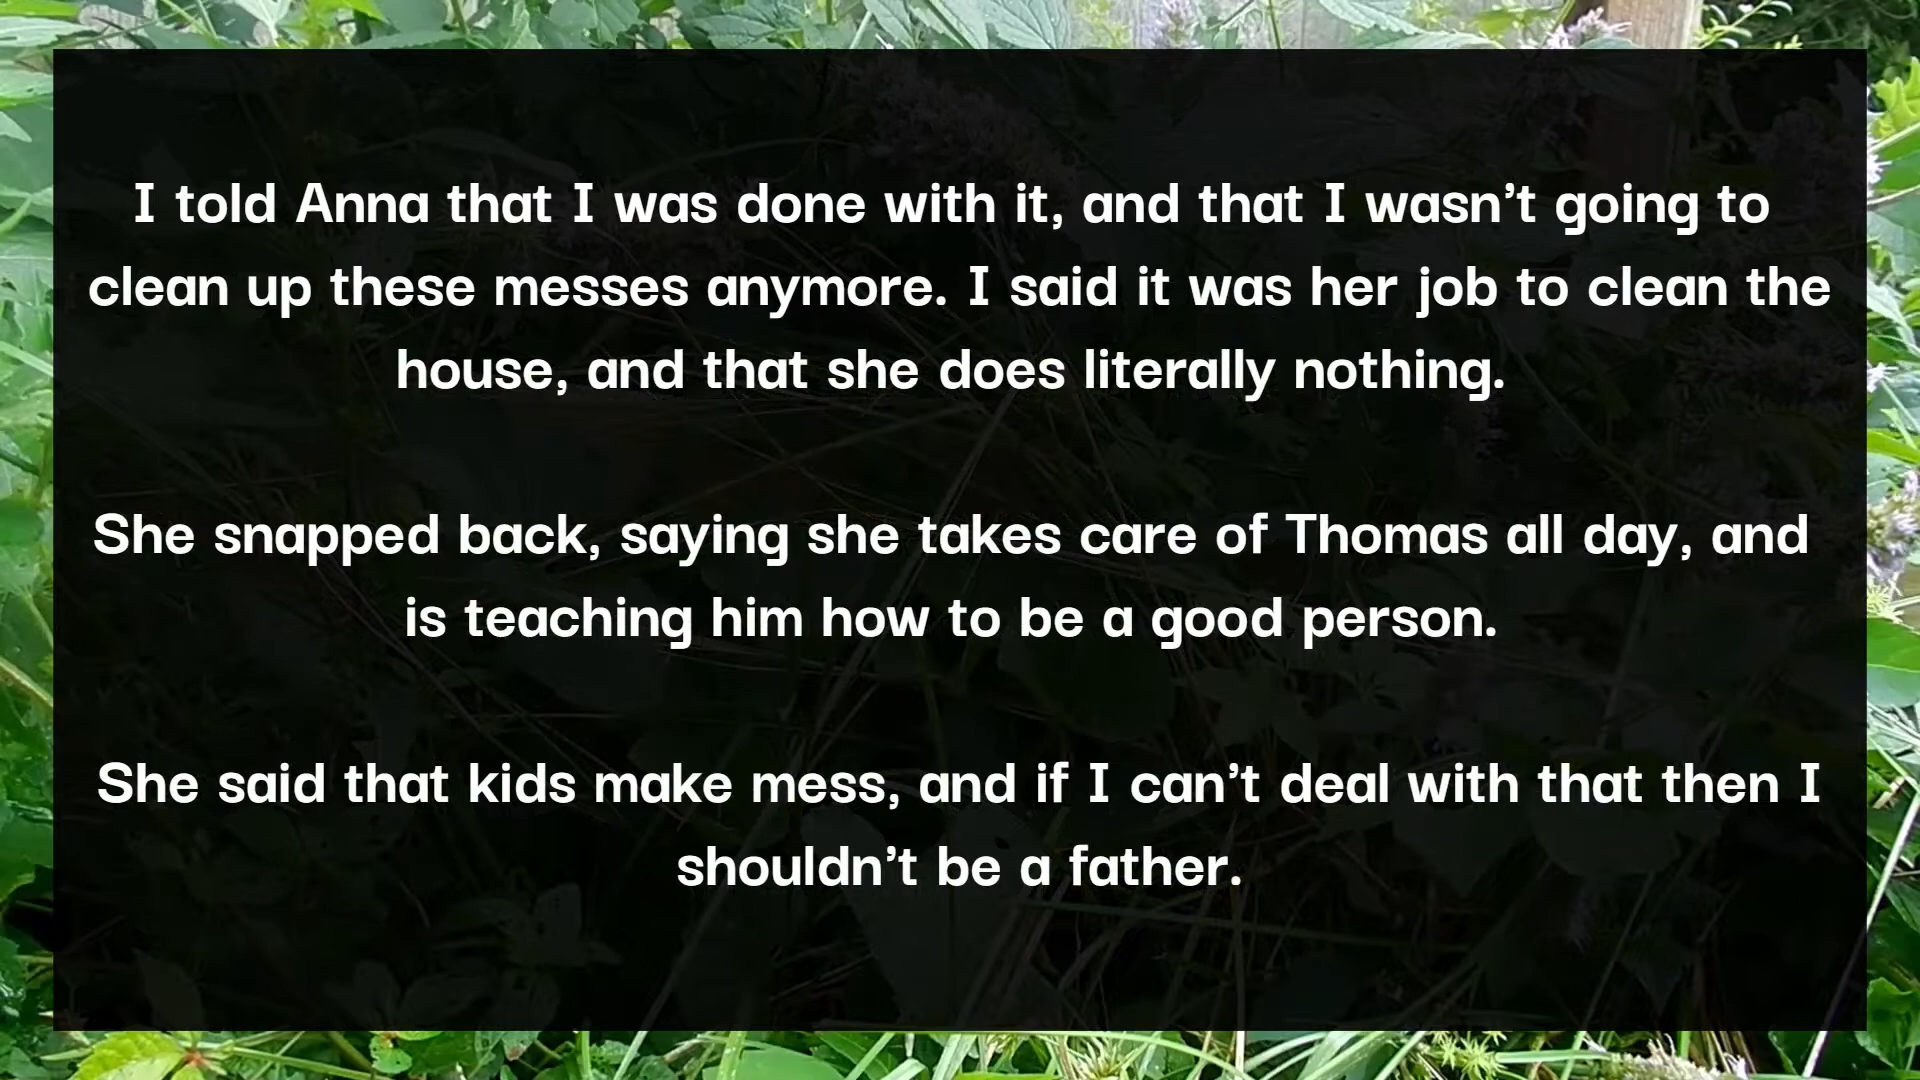 I told Anna that I was done with it, and that I wasn’t going to
clean up these messes anymore. I said it was her job to clean the
house, and that she does literally nothing.
She snapped back, saying she takes care of Thomas all day, and
is teaching him how to be a good person.
She said that kids make mess, and if I can’t deal with that then I
shouldn’t be a father.